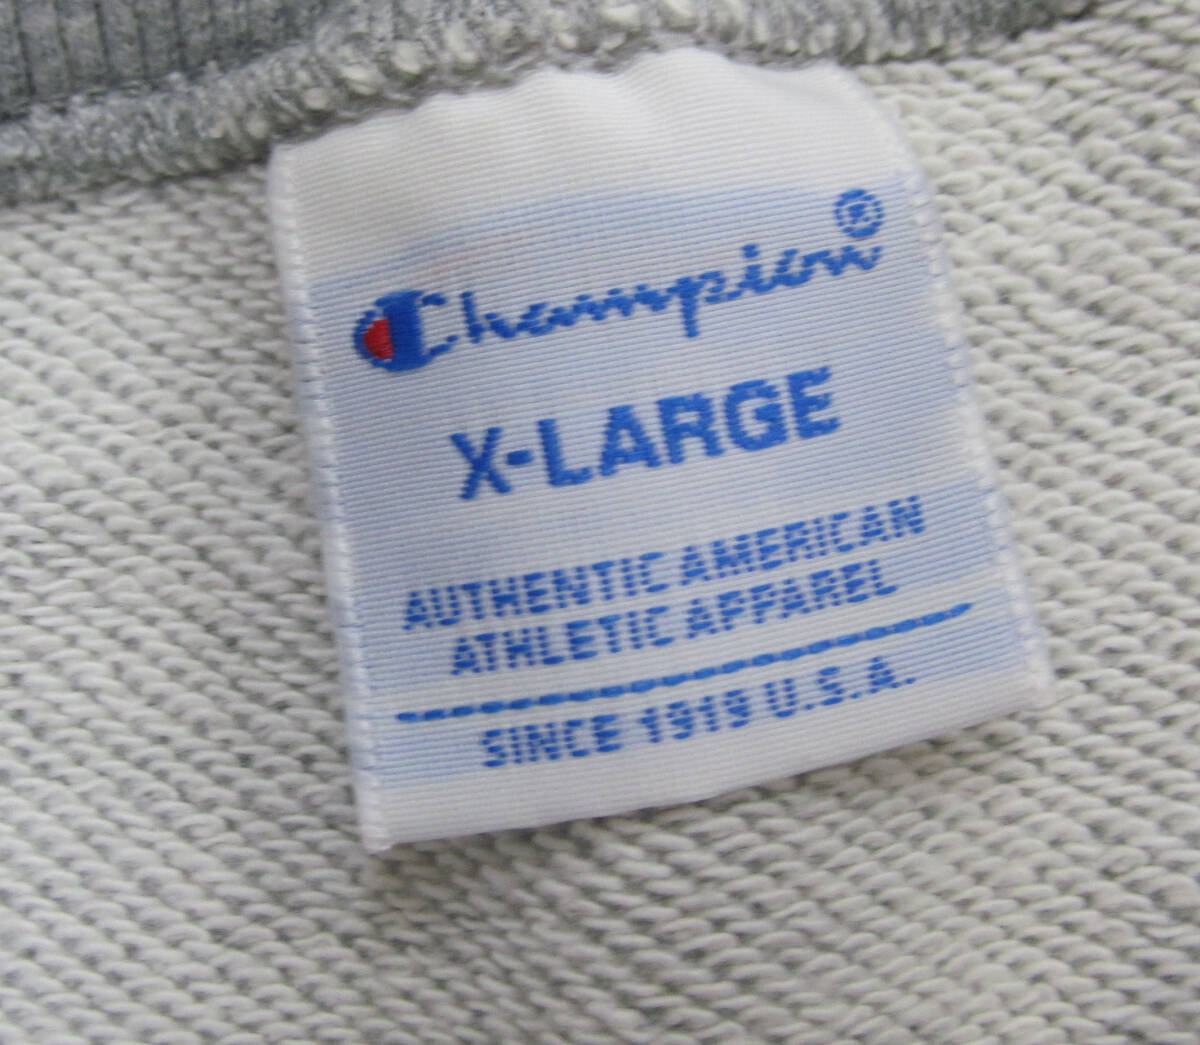 Champion®
X-LARGE
AUTHENTIC AMERICAN
ATHLETIC APPAREL
SINCE 1919 U.S.A.